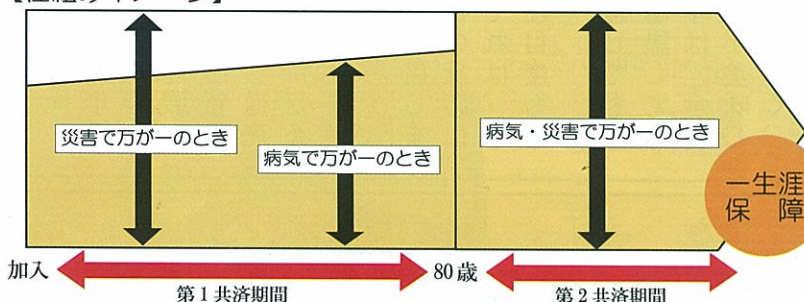 災害で万が一のとき
病気で万が一のとき
病気・災害で万が一のとき
一生涯
保 障
加入
80歳
第1共済期間
第2共済期間